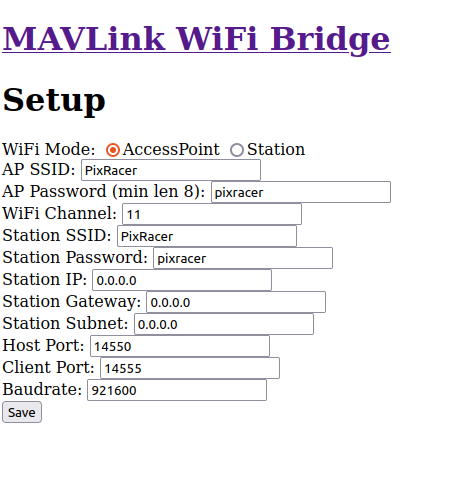 MAVLink WiFi Bridge
Setup
WiFi Mode: AccessPoint Station
AP SSID: PixRacer
AP Password (min len 8): pixracer
WiFi Channel: 11
Station SSID: PixRacer
Station Password: pixracer
Station IP: 0.0.0.0
Station Gateway: 0.0.0.0
Station Subnet: 0.0.0.0
Host Port: 14550
Client Port: 14555
Baudrate: 921600
Save